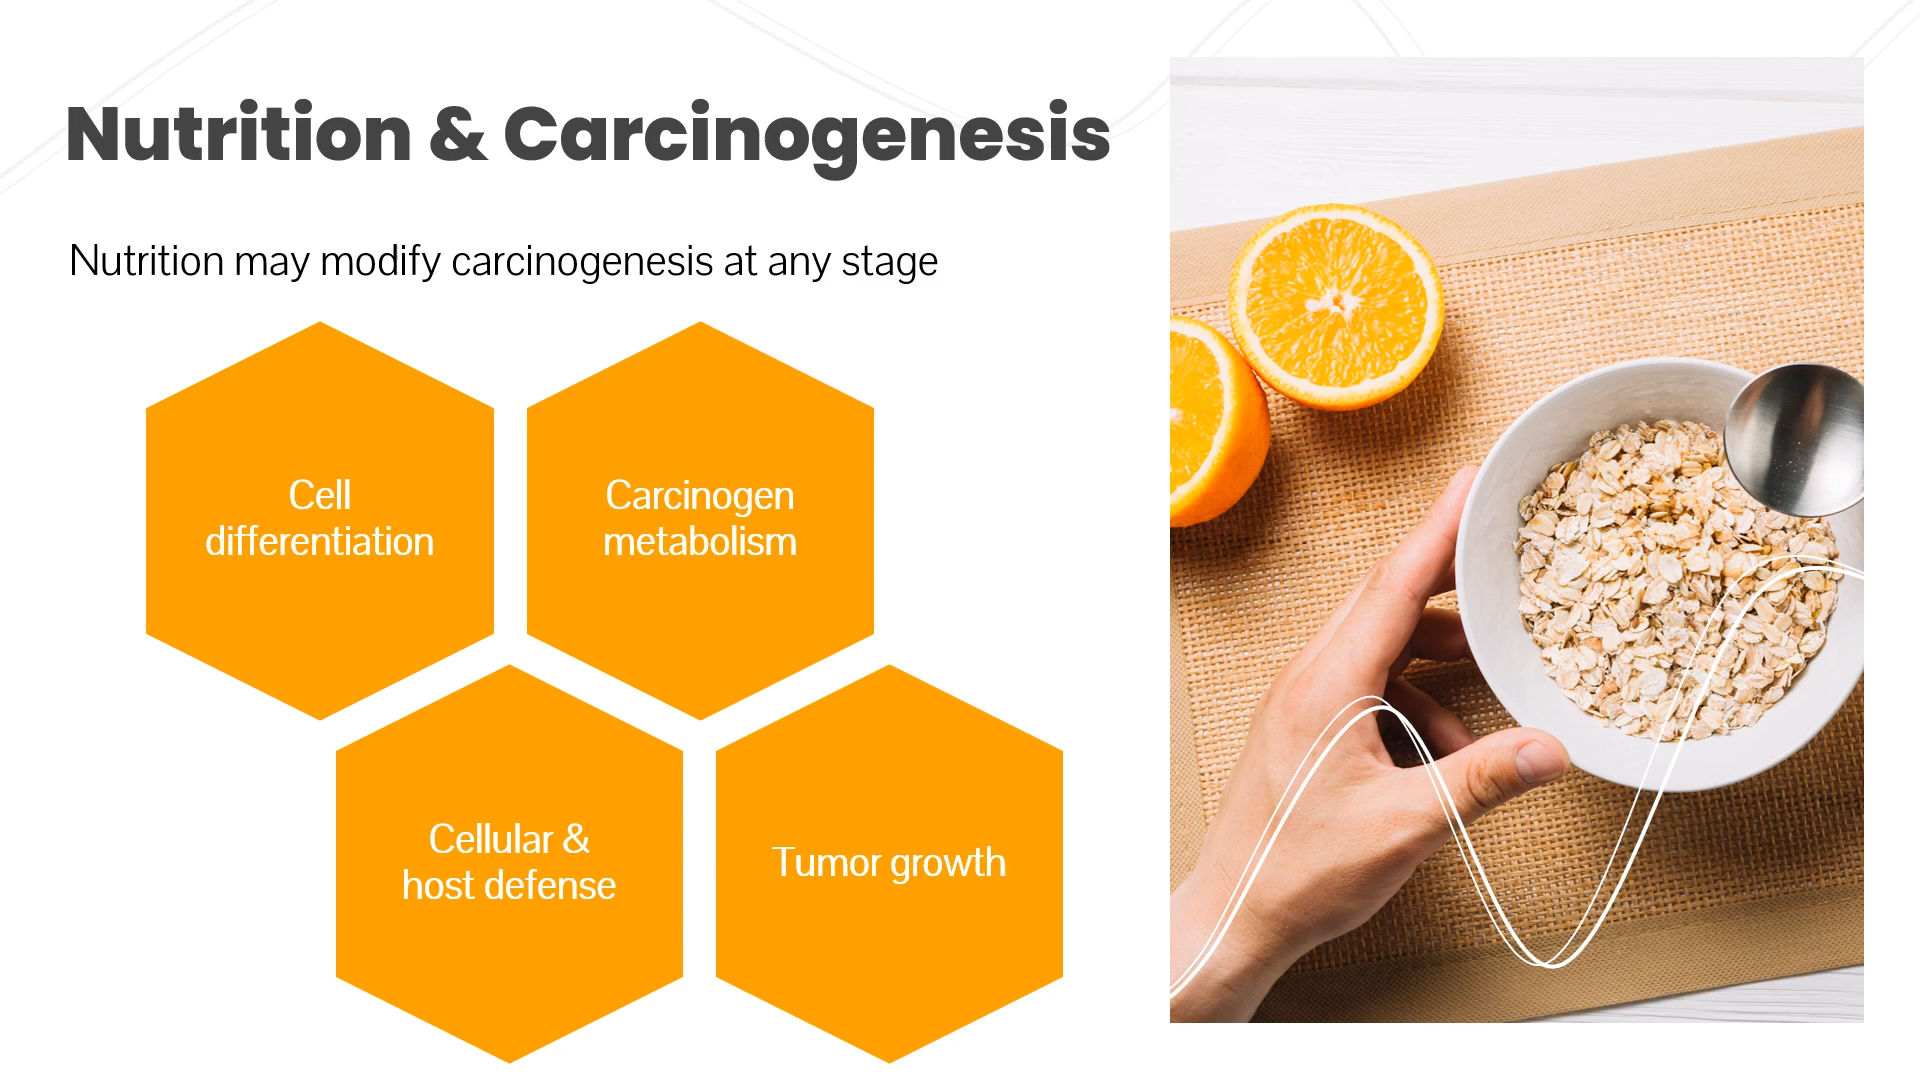 Nutrition & Carcinogenesis
Nutrition may modify carcinogenesis at any stage
Cell
differentiation
Carcinogen
metabolism
Cellular &
host defense
Tumor growth